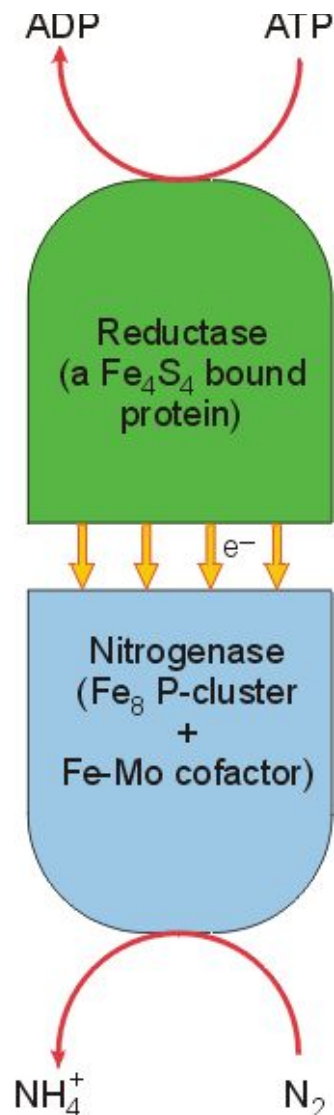 ADP ATP
Reductase
(a Fe₄S₄ bound
protein)
e⁻
Nitrogenase
(Fe₈ P-cluster
+
Fe-Mo cofactor)
NH₄⁺ N₂